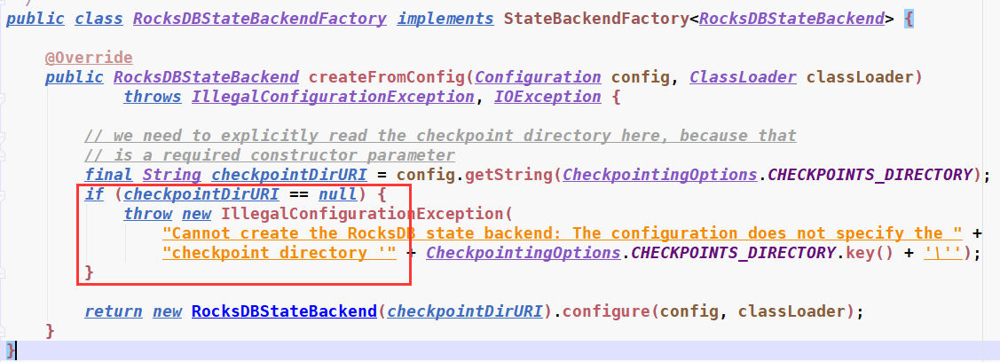 public class RocksDBStateBackendFactory implements StateBackendFactory<RocksDBStateBackend> {
@Override
public RocksDBStateBackend createFromConfig(Configuration config, ClassLoader classLoader)
throws IllegalConfigurationException, IOException {
// we need to explicitly read the checkpoint directory here, because that
// is a required constructor parameter
final String checkpointDirURI = config.getString(CheckpointingOptions.CHECKPOINTS_DIRECTORY);
if (checkpointDirURI == null) {
throw new IllegalConfigurationException(
"Cannot create the RocksDB state backend: The configuration does not specify the " +
"checkpoint directory '" + CheckpointingOptions.CHECKPOINTS_DIRECTORY.key() + '\'');
}
return new RocksDBStateBackend(checkpointDirURI).configure(config, classLoader);
}
}